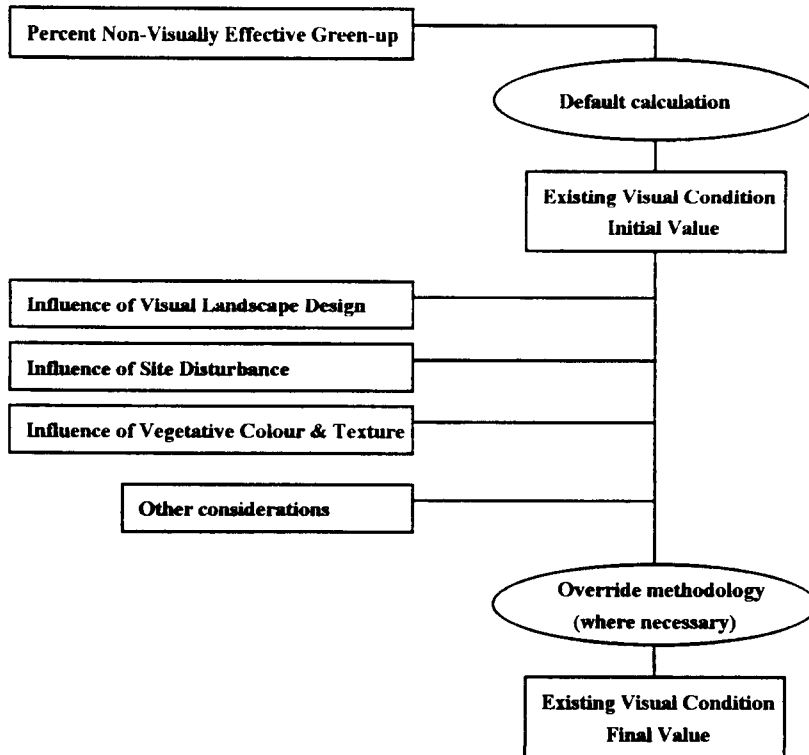 Percent Non-Visually Effective Green-up
Default calculation
Existing Visual Condition
Initial Value
Influence of Visual Landscape Design
Influence of Site Disturbance
Influence of Vegetative Colour & Texture
Other considerations
Override methodology
(where necessary)
Existing Visual Condition
Final Value